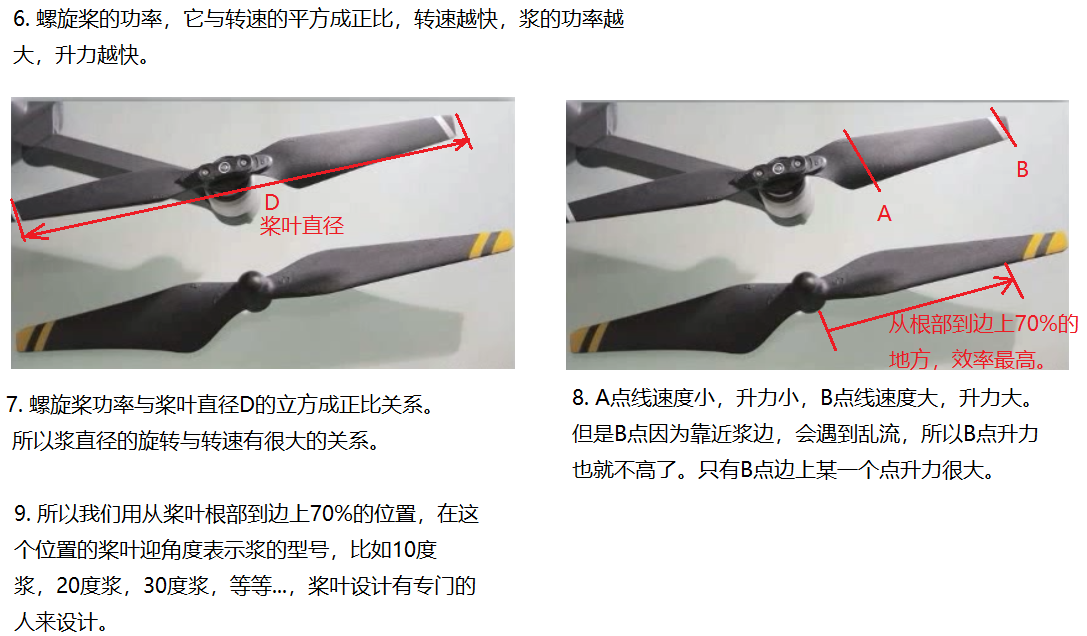 6. 螺旋桨的功率，它与转速的平方成正比，转速越快，浆的功率越
大，升力越快。
D
桨叶直径
A
B
从根部到边上70%的
地方，效率最高。
7. 螺旋桨功率与桨叶直径D的立方成正比关系。
所以浆直径的旋转与转速有很大的关系。
8. A点线速度小，升力小，B点线速度大，升力大。
但是B点因为靠近浆边，会遇到乱流，所以B点升力
也就不高了。只有B点边上某一个点升力很大。
9. 所以我们用从桨叶根部到边上70%的位置，在这
个位置的桨叶迎角度表示浆的型号，比如10度
浆，20度浆，30度浆，等等...，桨叶设计有专门的
人来设计。